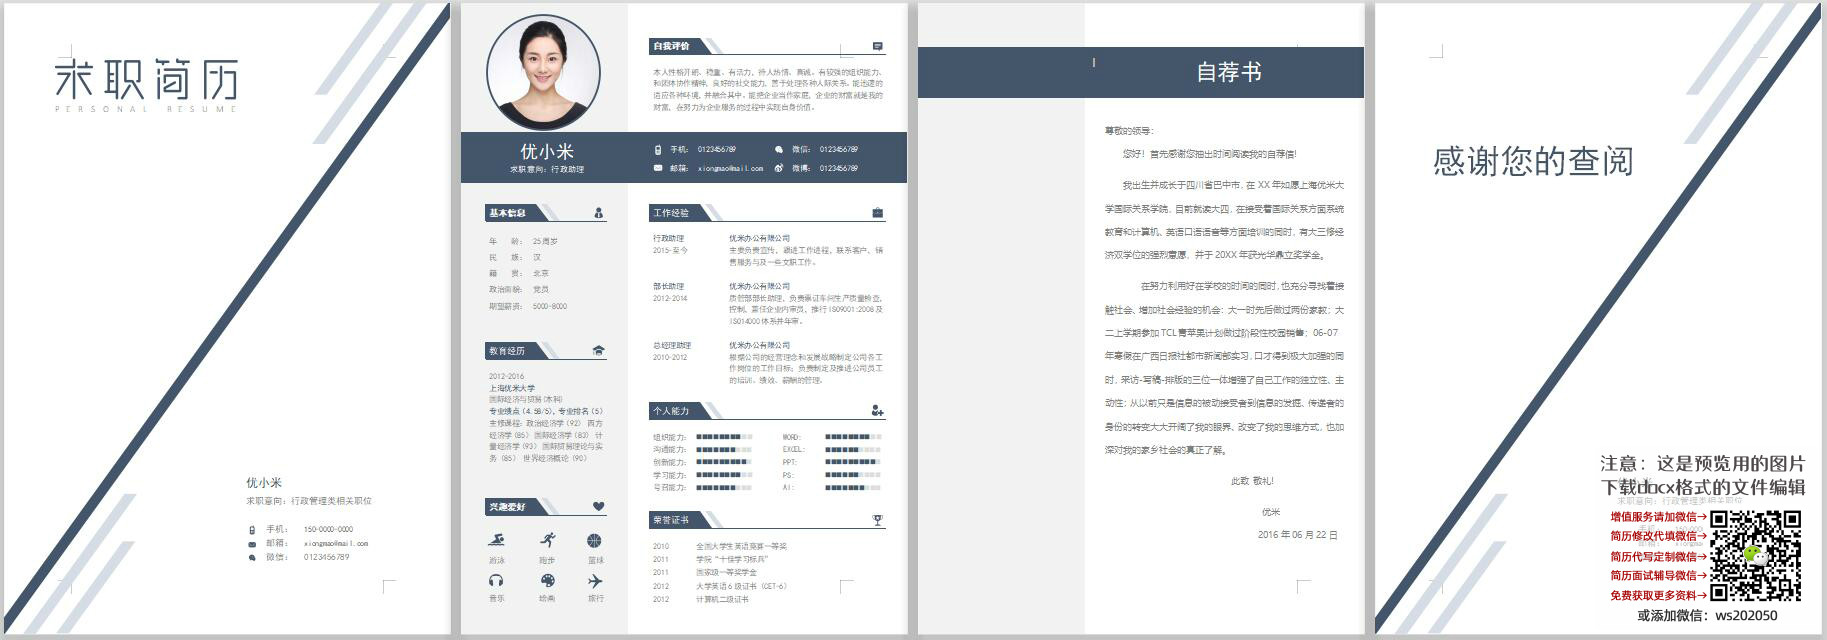 求职简历
PERSONAL RESUME
优小米
求职意向：行政管理类相关职位
手机： 150-0000-0000
邮箱： xiongmao@mail.com
微信： 0123456789
优小米
求职意向：行政助理
自我评价
本人性格开朗、稳重、有活力，待人热情、真诚。有较强的组织能力、
和团体协作精神，良好的社交能力，善于处理各种人际关系。能迅速的
适应各种环境，并融合其中。能把企业当作家庭，企业的财富就是我的
财富，在努力为企业服务的过程中实现自身价值。
手机： 0123456789 微信： 0123456789
邮箱： xiongmao@mail.com 微博： 0123456789
基本信息
年 龄： 25周岁
民 族： 汉
籍 贯： 北京
政治面貌： 党员
期望薪资： 5000-8000
教育经历
2012-2016
上海优米大学
国际经济与贸易(本科)
专业绩点（4.58/5），专业排名（5）
主修课程：政治经济学（92） 西方
经济学（85） 国际经济学（83） 计
量经济学（93） 国际贸易理论与实
务（85） 世界经济概论（90）
兴趣爱好
游泳 跑步 篮球
音乐 绘画 旅行
工作经验
行政助理 优米办公有限公司
2015-至今 主要负责宣传，跟进工作进程，联系客户、销
售服务与及一些文职工作。
部长助理 优米办公有限公司
2012-2014 质管部部长助理，负责保证车间生产质量检查，
控制，兼任企业内审员，推行ISO9001:2008及
ISO14000体系并年审。
总经理助理 优米办公有限公司
2010-2012 根据公司的经营理念和发展战略制定公司各工
作岗位的工作目标；负责制定及推进公司员工
的培训、绩效、薪酬的管理。
个人能力
组织能力： WORD:
沟通能力： EXCEL:
创新能力： PPT:
学习能力： PS:
号召能力： AI:
荣誉证书
2010 全国大学生英语竞赛一等奖
2011 学院“十佳学习标兵”
2011 国家级一等奖学金
2012 大学英语6级证书（CET-6）
2012 计算机二级证书
自荐书
尊敬的领导：
您好！首先感谢您抽出时间阅读我的自荐信！
我出生并成长于四川省巴中市，在 XX 年如愿上海优米大
学国际关系学院，目前就读大四，在接受着国际关系方面系统
教育和计算机、英语口语语音等方面培训的同时，有大三修经
济双学位的强烈意愿，并于 20XX 年获光华鼎立奖学金。
在努力利用好在学校的时间的同时，也充分寻找着接
触社会、增加社会经验的机会：大一时先后做过两份家教；大
二上学期参加 TCL 青苹果计划做过阶段性校园销售；06-07
年寒假在广西日报社都市新闻部实习，口才得到极大加强的同
时，采访-写稿-排版的三位一体增强了自己工作的独立性、主
动性；从以前只是信息的被动接受者到信息的发掘、传递者的
身份的转变大大开阔了我的眼界、改变了我的思维方式，也加
深对我的家乡社会的真正了解。
此致 敬礼！
优米
2016 年 06 月 22 日
感谢您的查阅
注意：这是预览用的图片
下载docx格式的文件编辑
增值服务请加微信→
简历修改代填微信→
简历代写定制微信→
简历面试辅导微信→
免费获取更多资料→
或添加微信：ws202050